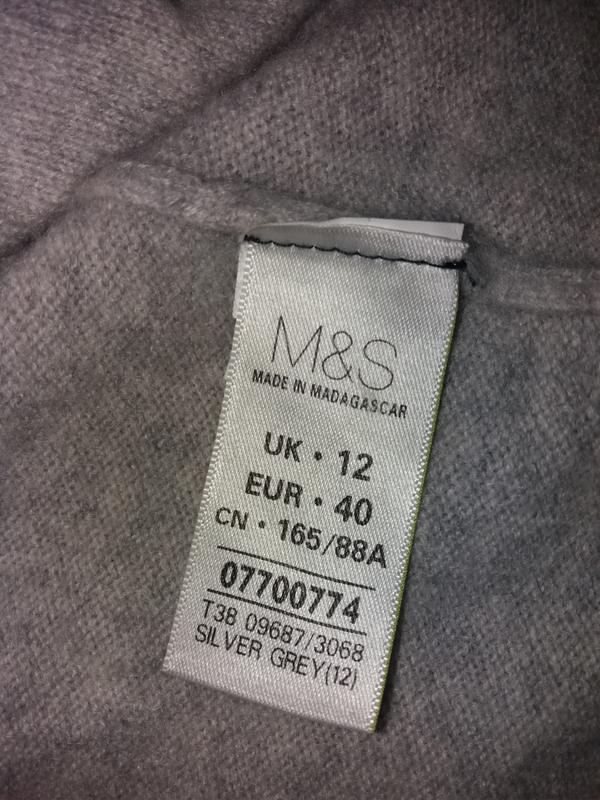 M&S
MADE IN MADAGASCAR
UK • 12
EUR • 40
CN • 165/88A
07700774
T38 09687/3068
SILVER GREY(12)